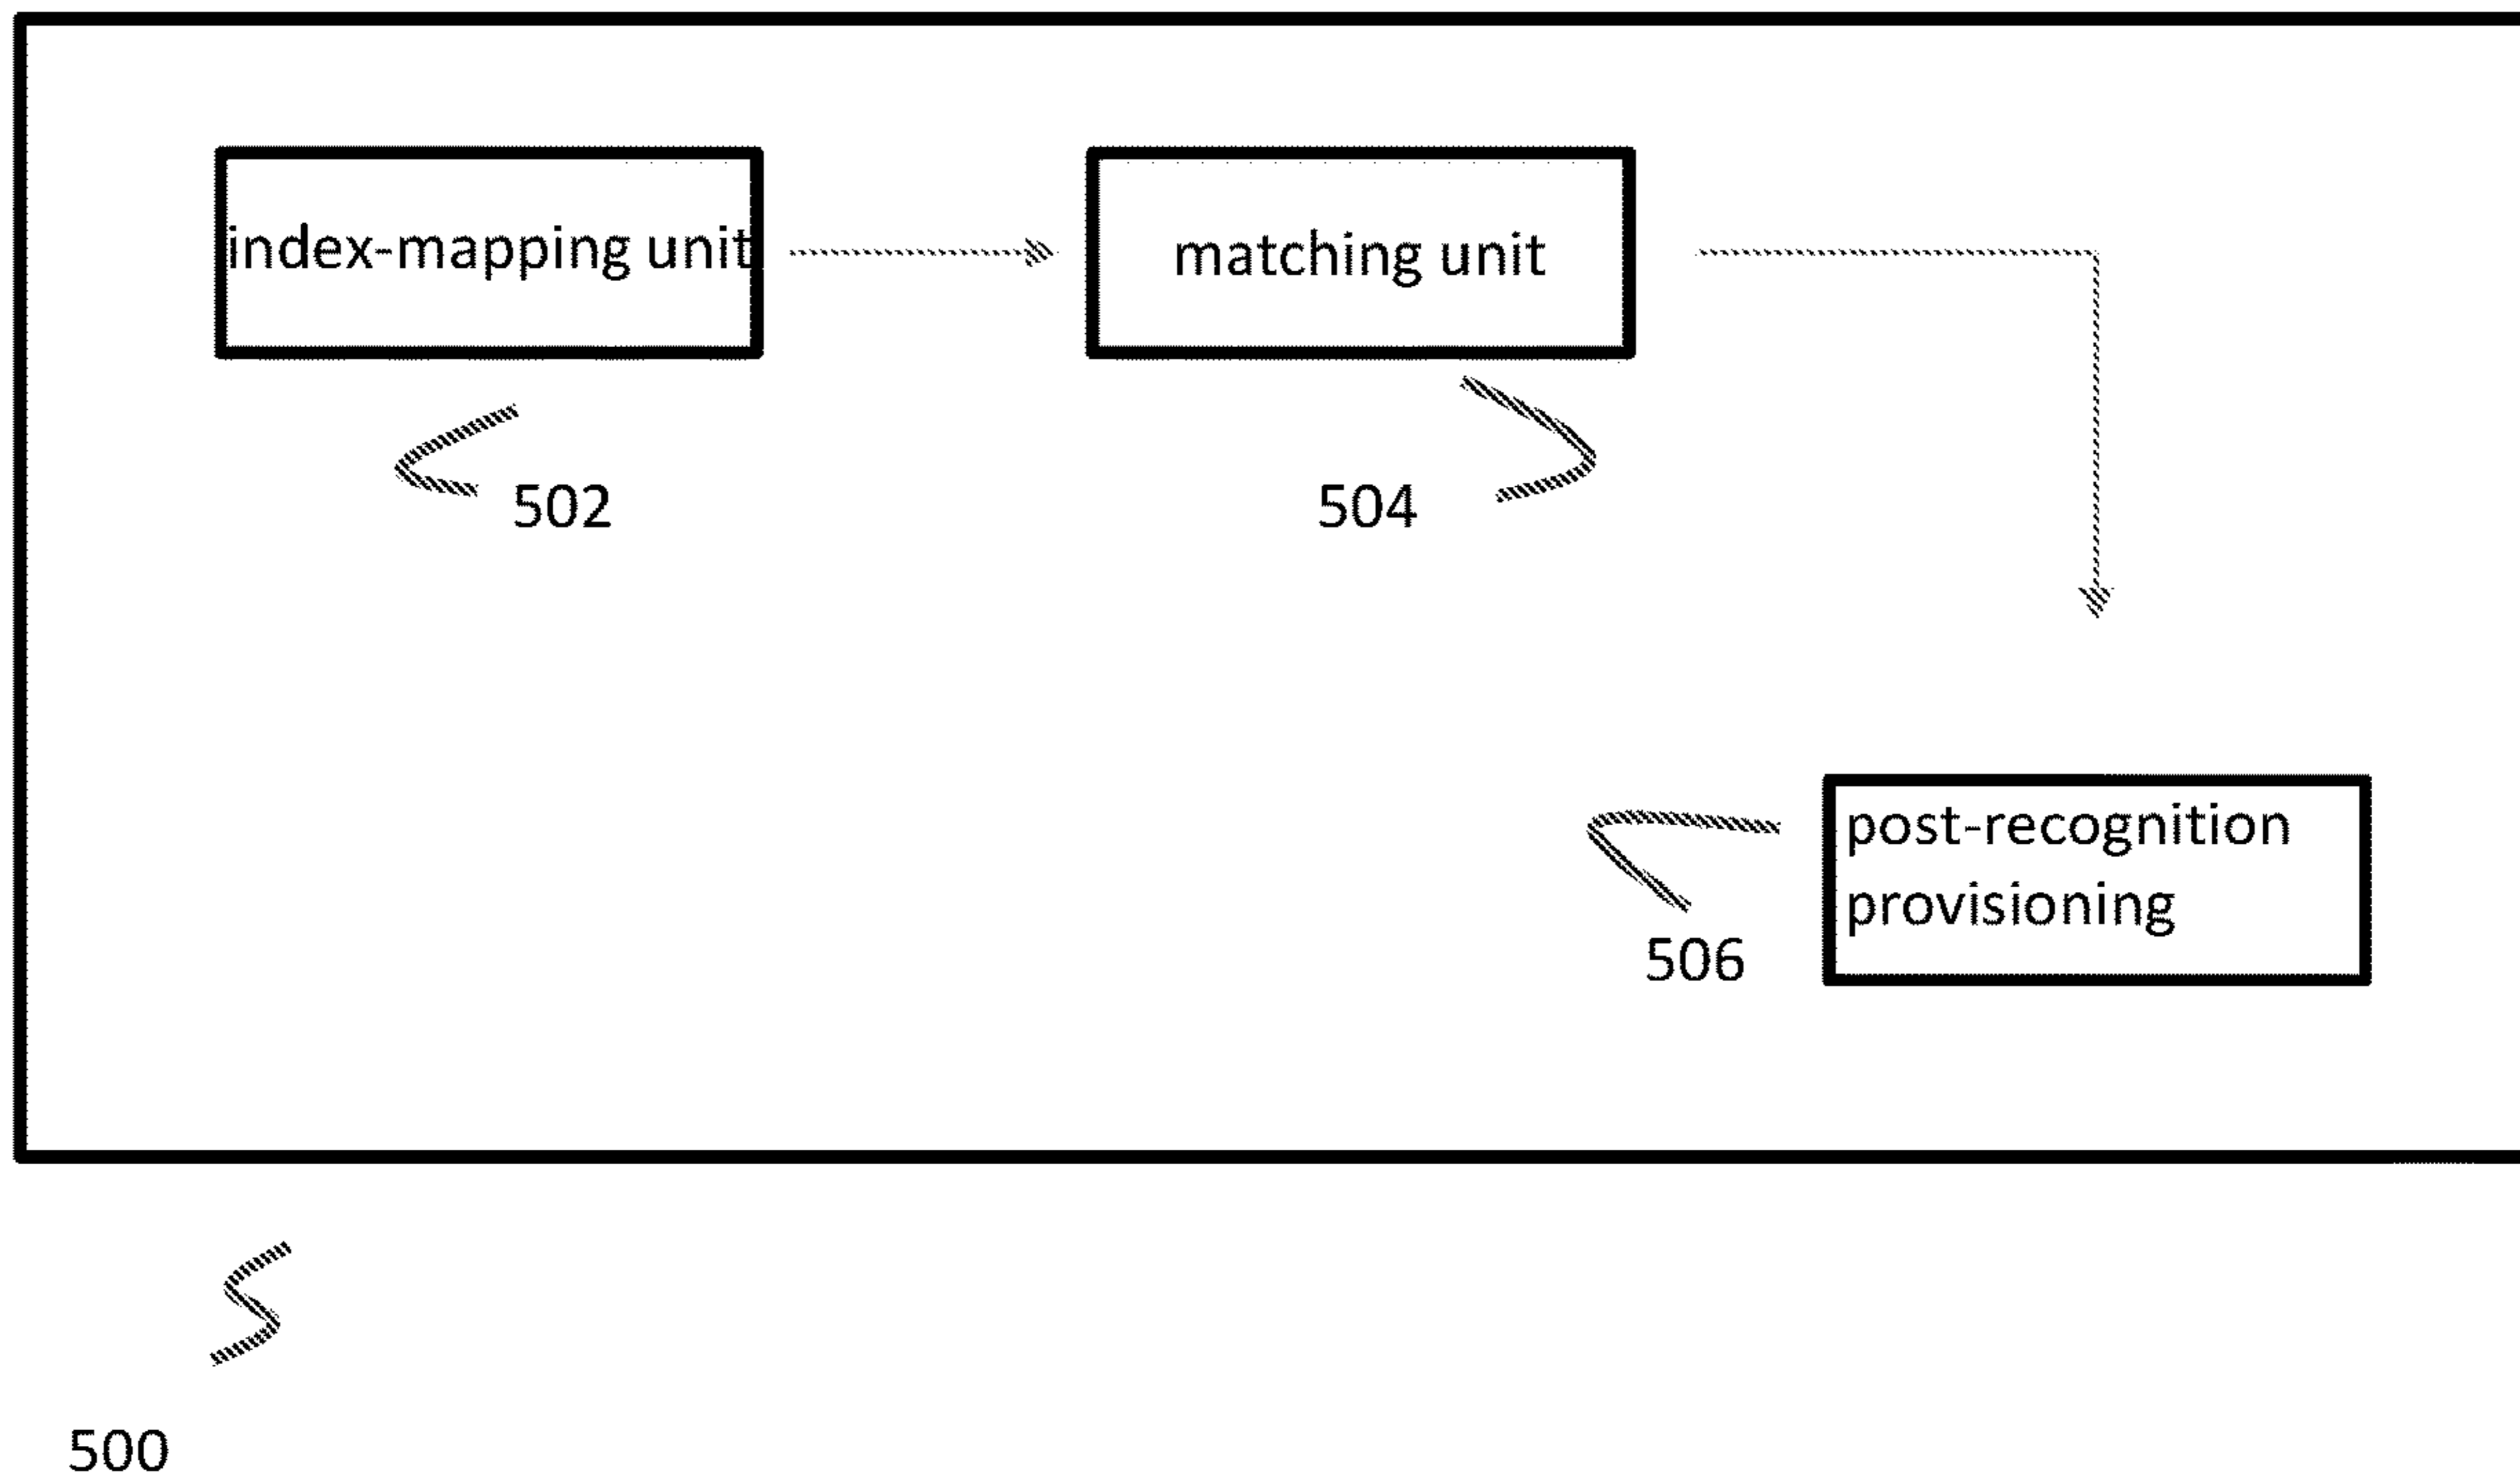 index-mapping unit
matching unit
502
504
post-recognition
provisioning
506
500